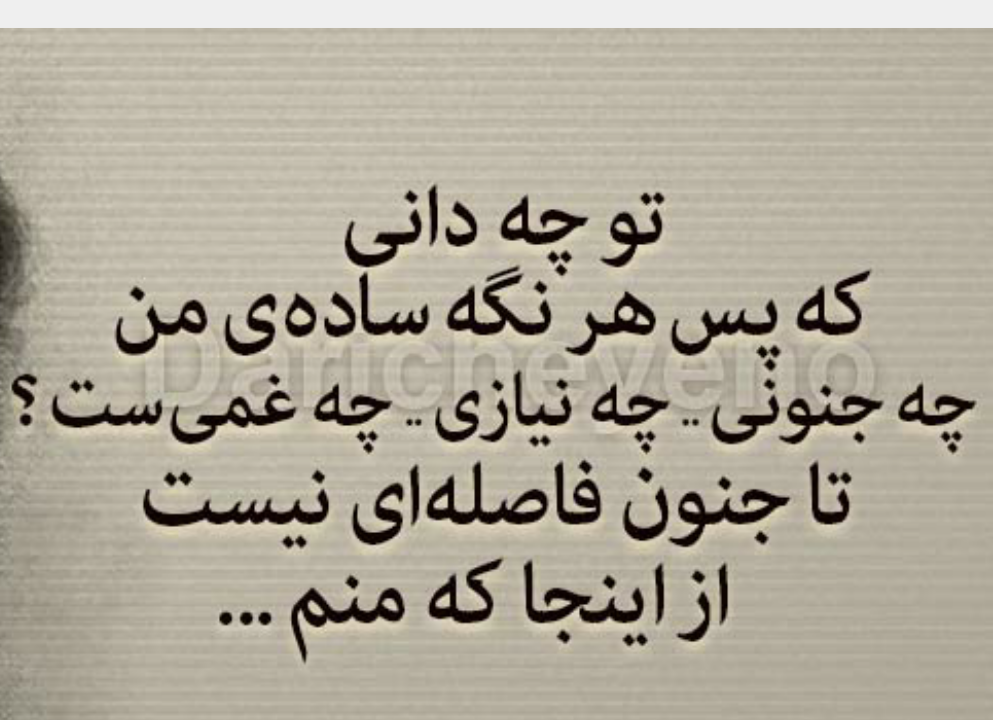 تو چه دانی
که پس هر نگه ساده‌ی من
چه جنونی .. چه نیازی .. چه غمی‌ست ؟
تا جنون فاصله‌ای نیست
از اینجا که منم ...
Daricheyeno